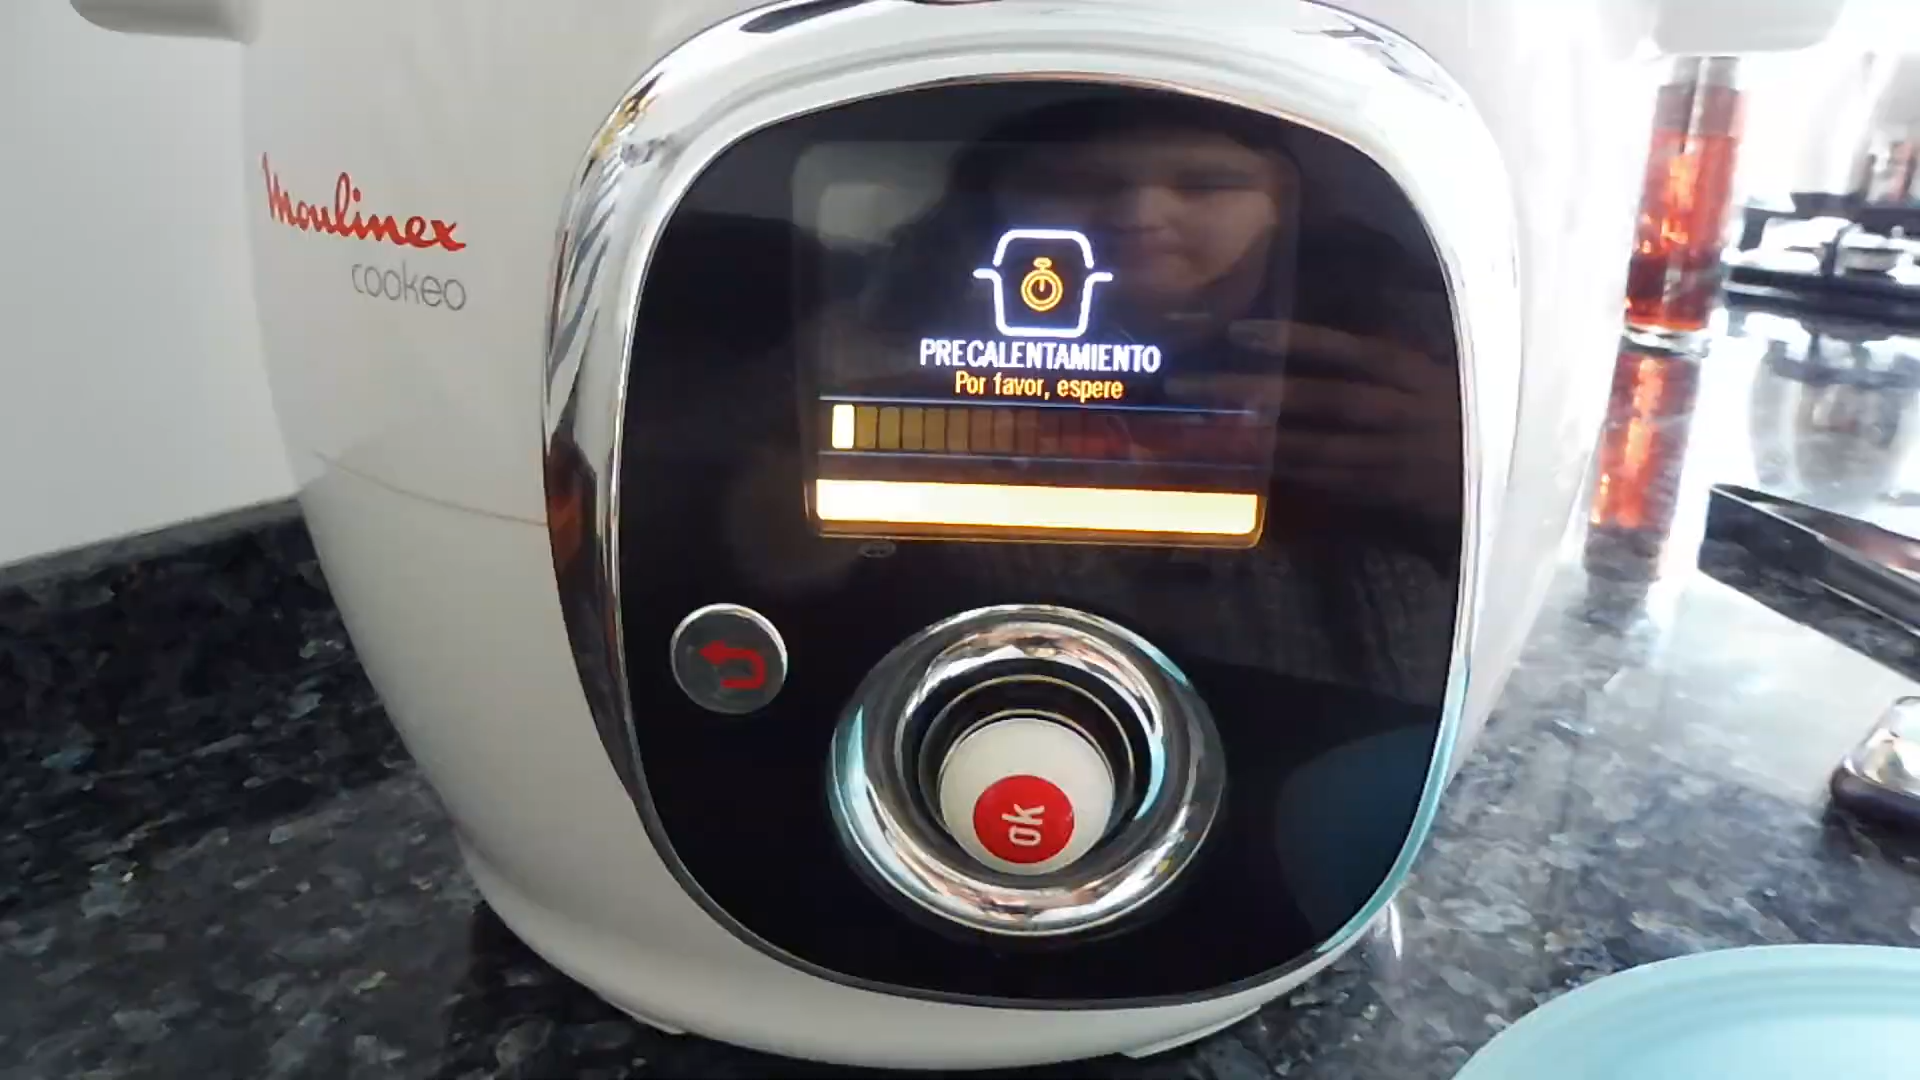 Moulinex
cookeo
PRECALENTAMIENTO
Por favor, espere
ok